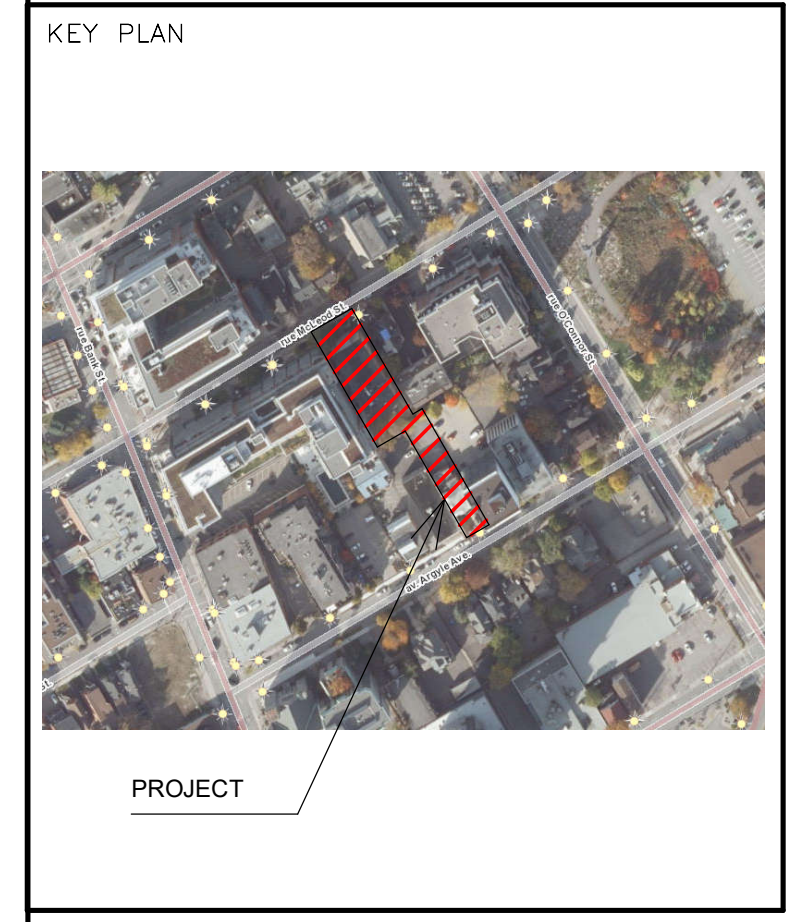 KEY PLAN
rue McLeod St.
rue O'Connor St.
rue Bank St.
av. Argyle Ave.
St.
PROJECT